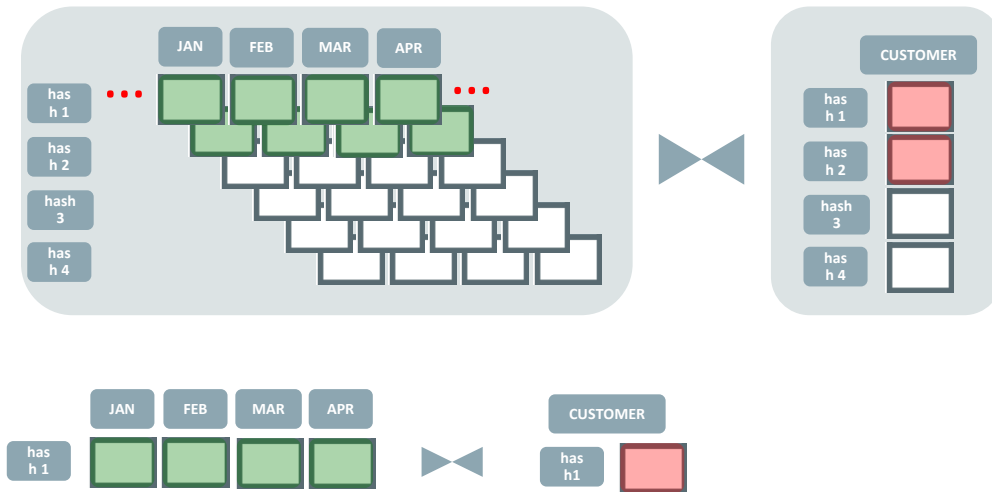 JAN FEB MAR APR
CUSTOMER
has
h 1
...
...
has
h 2
hash
3
has
h 4
has
h 1
has
h 2
hash
3
has
h 4
JAN FEB MAR APR
CUSTOMER
has
h 1
has
h1